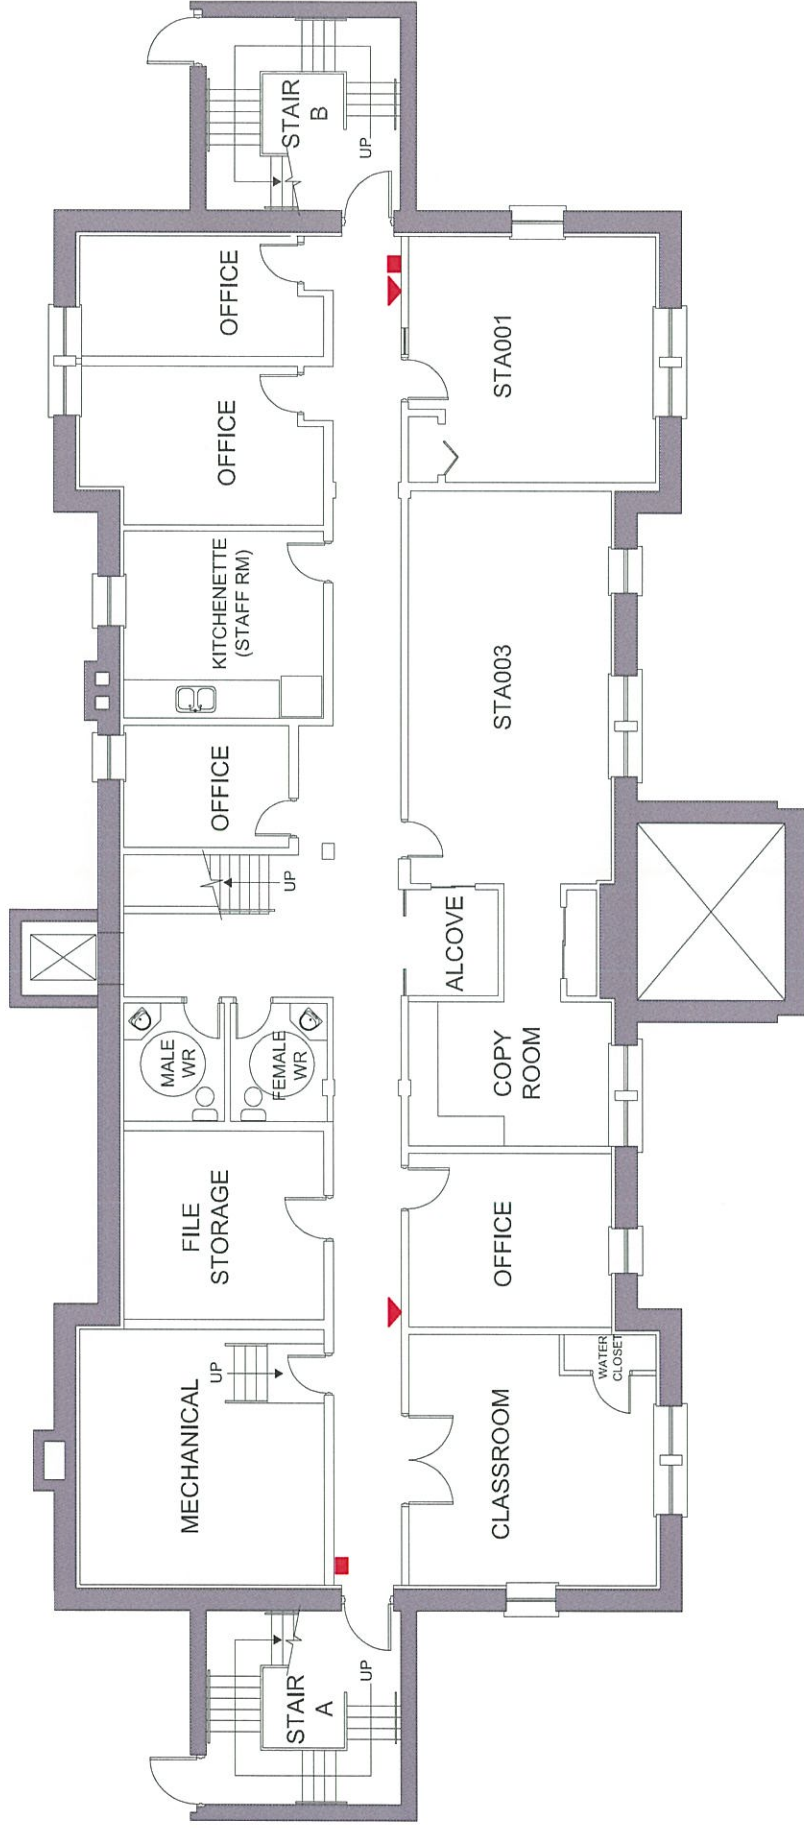 STAIR
B
UP
OFFICE
OFFICE
STA001
KITCHENETTE
(STAFF RM)
STA003
OFFICE
UP
ALCOVE
MALE
WR
FEMALE
WR
COPY
ROOM
FILE
STORAGE
OFFICE
UP
MECHANICAL
WATER
CLOSET
CLASSROOM
STAIR
A
UP